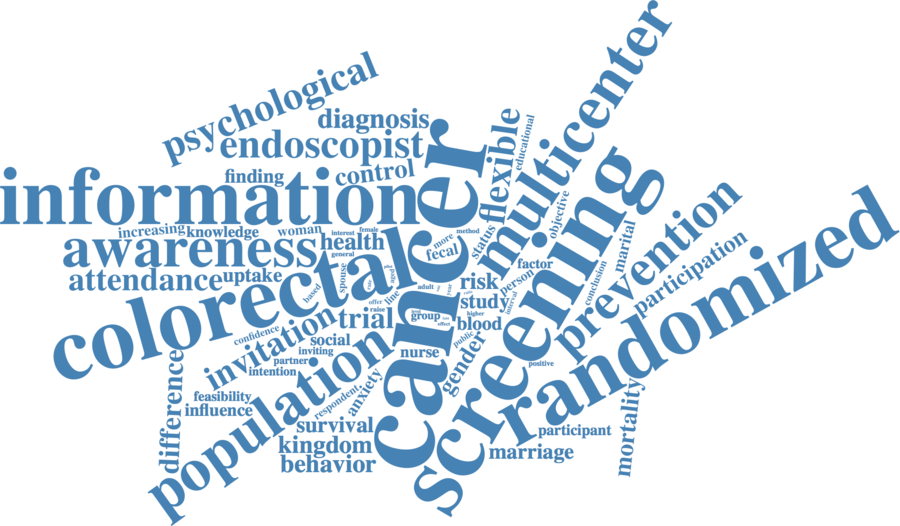 psychological
diagnosis
endoscopist
finding
control
information
increasing
knowledge
woman
interest
female
awareness
health
general
attendance
uptake
colorectal
cancer
screening
randomized
multicenter
flexible
educational
status
objective
method
more
fecal
factor
marital
prevention
participation
risk
person
conclusion
study
interval
higher
blood
public
adult
group
offer
raise
line
based
spouse
trial
confidence
invitation
social
inviting
partner
intention
nurse
gender
positive
population
difference
feasibility
influence
respondent
anxiety
survival
kingdom
behavior
participant
marriage
mortality